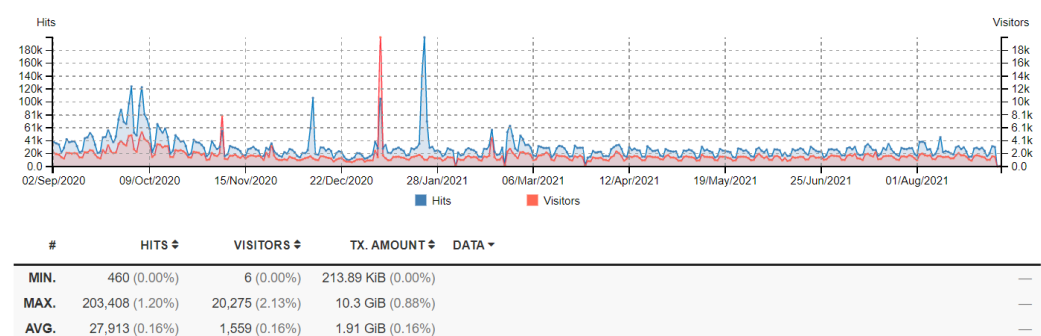 Hits Visitors
180k 18k
160k 16k
140k 14k
120k 12k
100k 10k
81k 8.1k
61k 6.1k
41k 4.1k
20k 2.0k
0.0 0.0
02/Sep/2020 09/Oct/2020 15/Nov/2020 22/Dec/2020 28/Jan/2021 06/Mar/2021 12/Apr/2021 19/May/2021 25/Jun/2021 01/Aug/2021
Hits Visitors
# HITS VISITORS TX. AMOUNT DATA
MIN. 460 (0.00%) 6 (0.00%) 213.89 KiB (0.00%) —
MAX. 203,408 (1.20%) 20,275 (2.13%) 10.3 GiB (0.88%) —
AVG. 27,913 (0.16%) 1,559 (0.16%) 1.91 GiB (0.16%) —